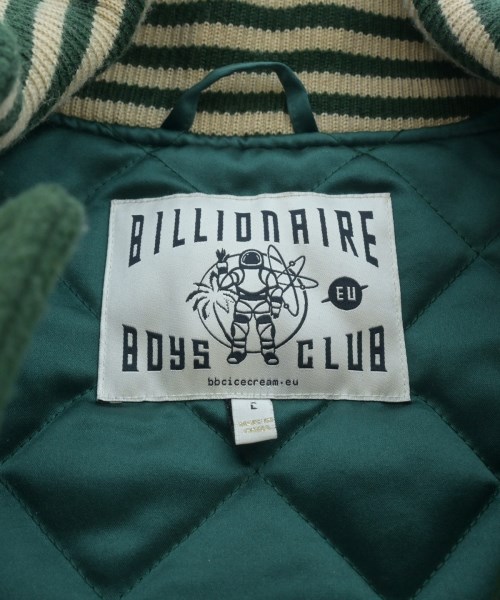 BILLIONAIRE
EU
BOYS CLUB
bbcicecream.eu
L